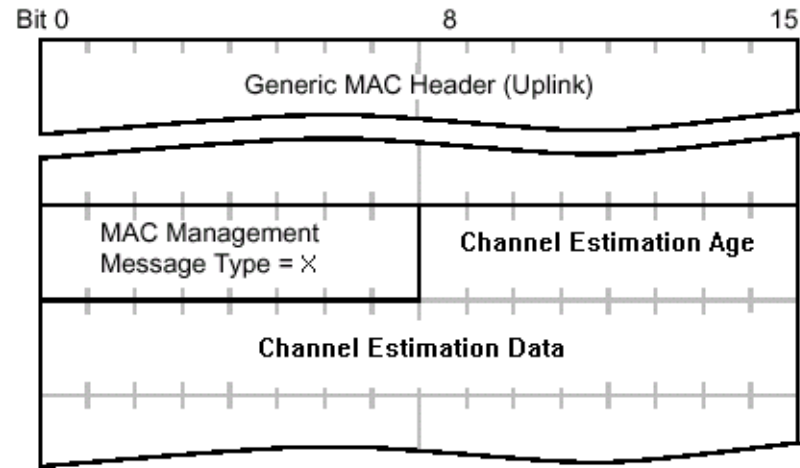 Bit 0 8 15
Generic MAC Header (Uplink)
MAC Management
Message Type = X
Channel Estimation Age
Channel Estimation Data